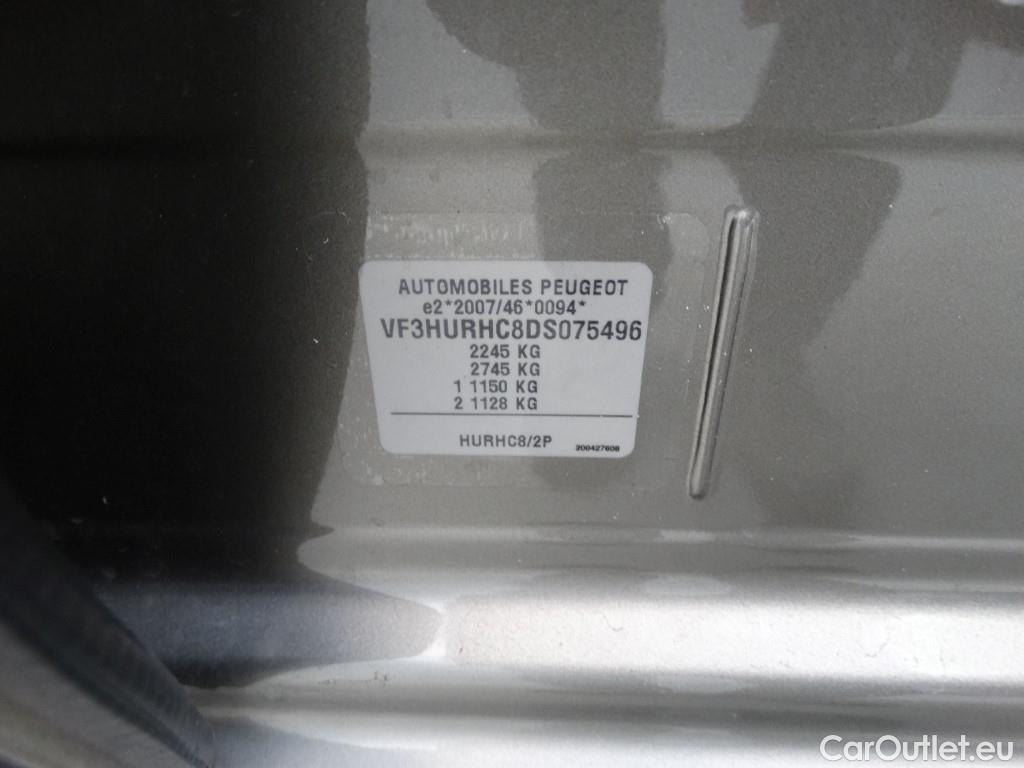 AUTOMOBILES PEUGEOT
e2*2007/46*0094*
VF3HURHC8DS075496
2245 KG
2745 KG
1 1150 KG
2 1128 KG
HURHC8/2P
200427608
CarOutlet.eu